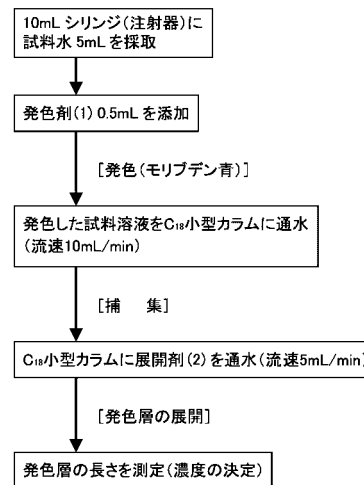 10mL シリンジ(注射器)に
試料水 5mL を採取
発色剤(1) 0.5mL を添加
[発色(モリブデン青)]
発色した試料溶液をC₁₈小型カラムに通水
(流速10mL/min)
[捕　集]
C₁₈小型カラムに展開剤(2)を通水(流速5mL/min)
[発色層の展開]
発色層の長さを測定(濃度の決定)